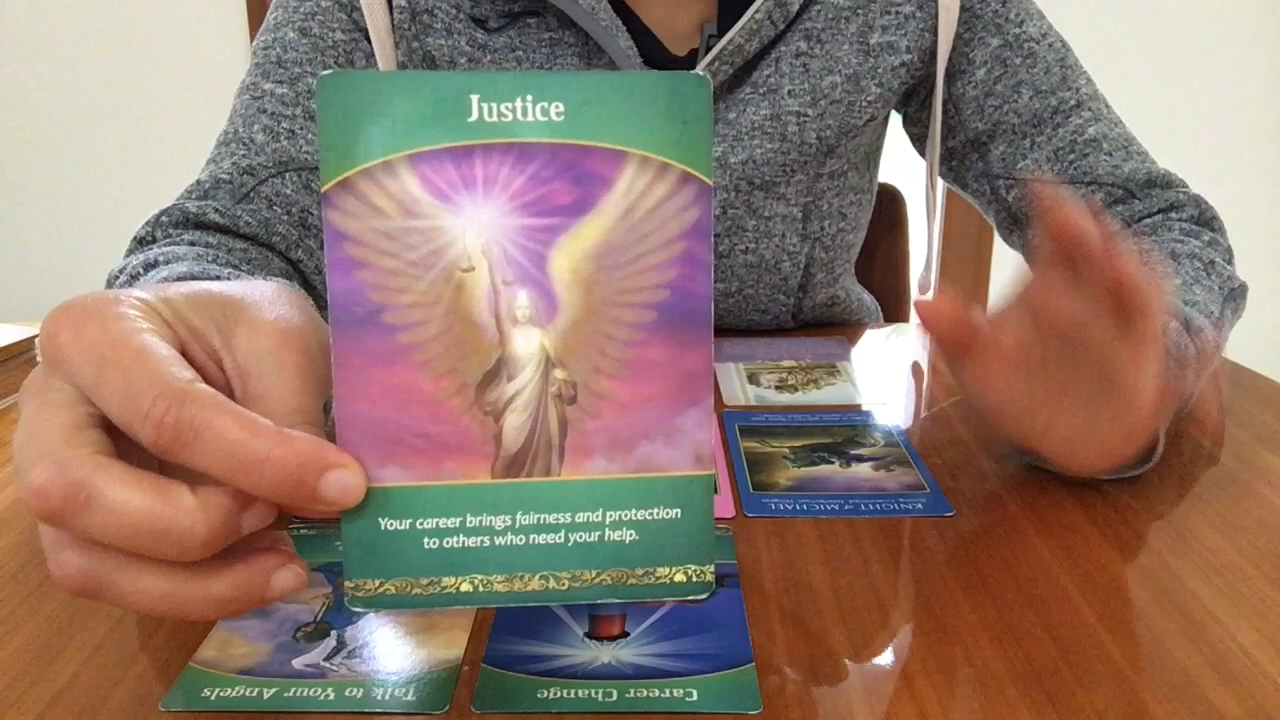 Justice
Your career brings fairness and protection
to others who need your help.
KNIGHT of MICHAEL
Talk to Your Angels
Career Change